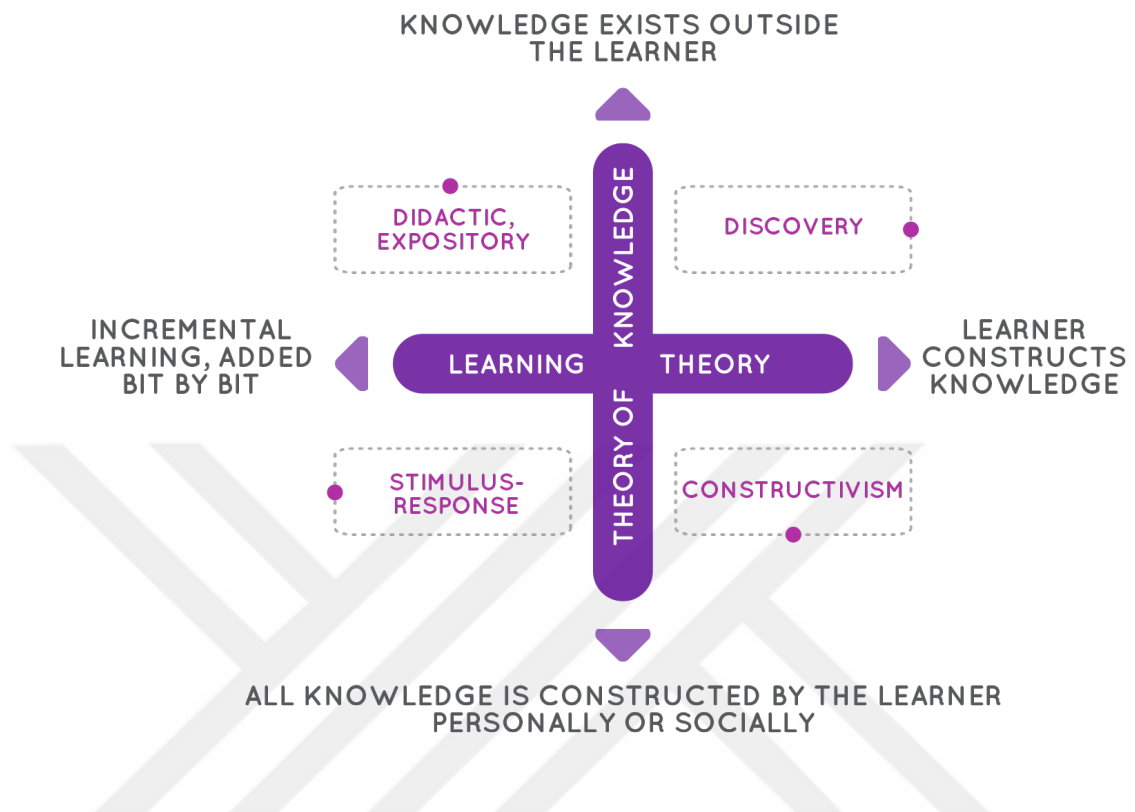 KNOWLEDGE EXISTS OUTSIDE
THE LEARNER
DIDACTIC,
EXPOSITORY
DISCOVERY
INCREMENTAL
LEARNING, ADDED
BIT BY BIT
LEARNING THEORY
THEORY OF KNOWLEDGE
LEARNER
CONSTRUCTS
KNOWLEDGE
STIMULUS-
RESPONSE
CONSTRUCTIVISM
ALL KNOWLEDGE IS CONSTRUCTED BY THE LEARNER
PERSONALLY OR SOCIALLY